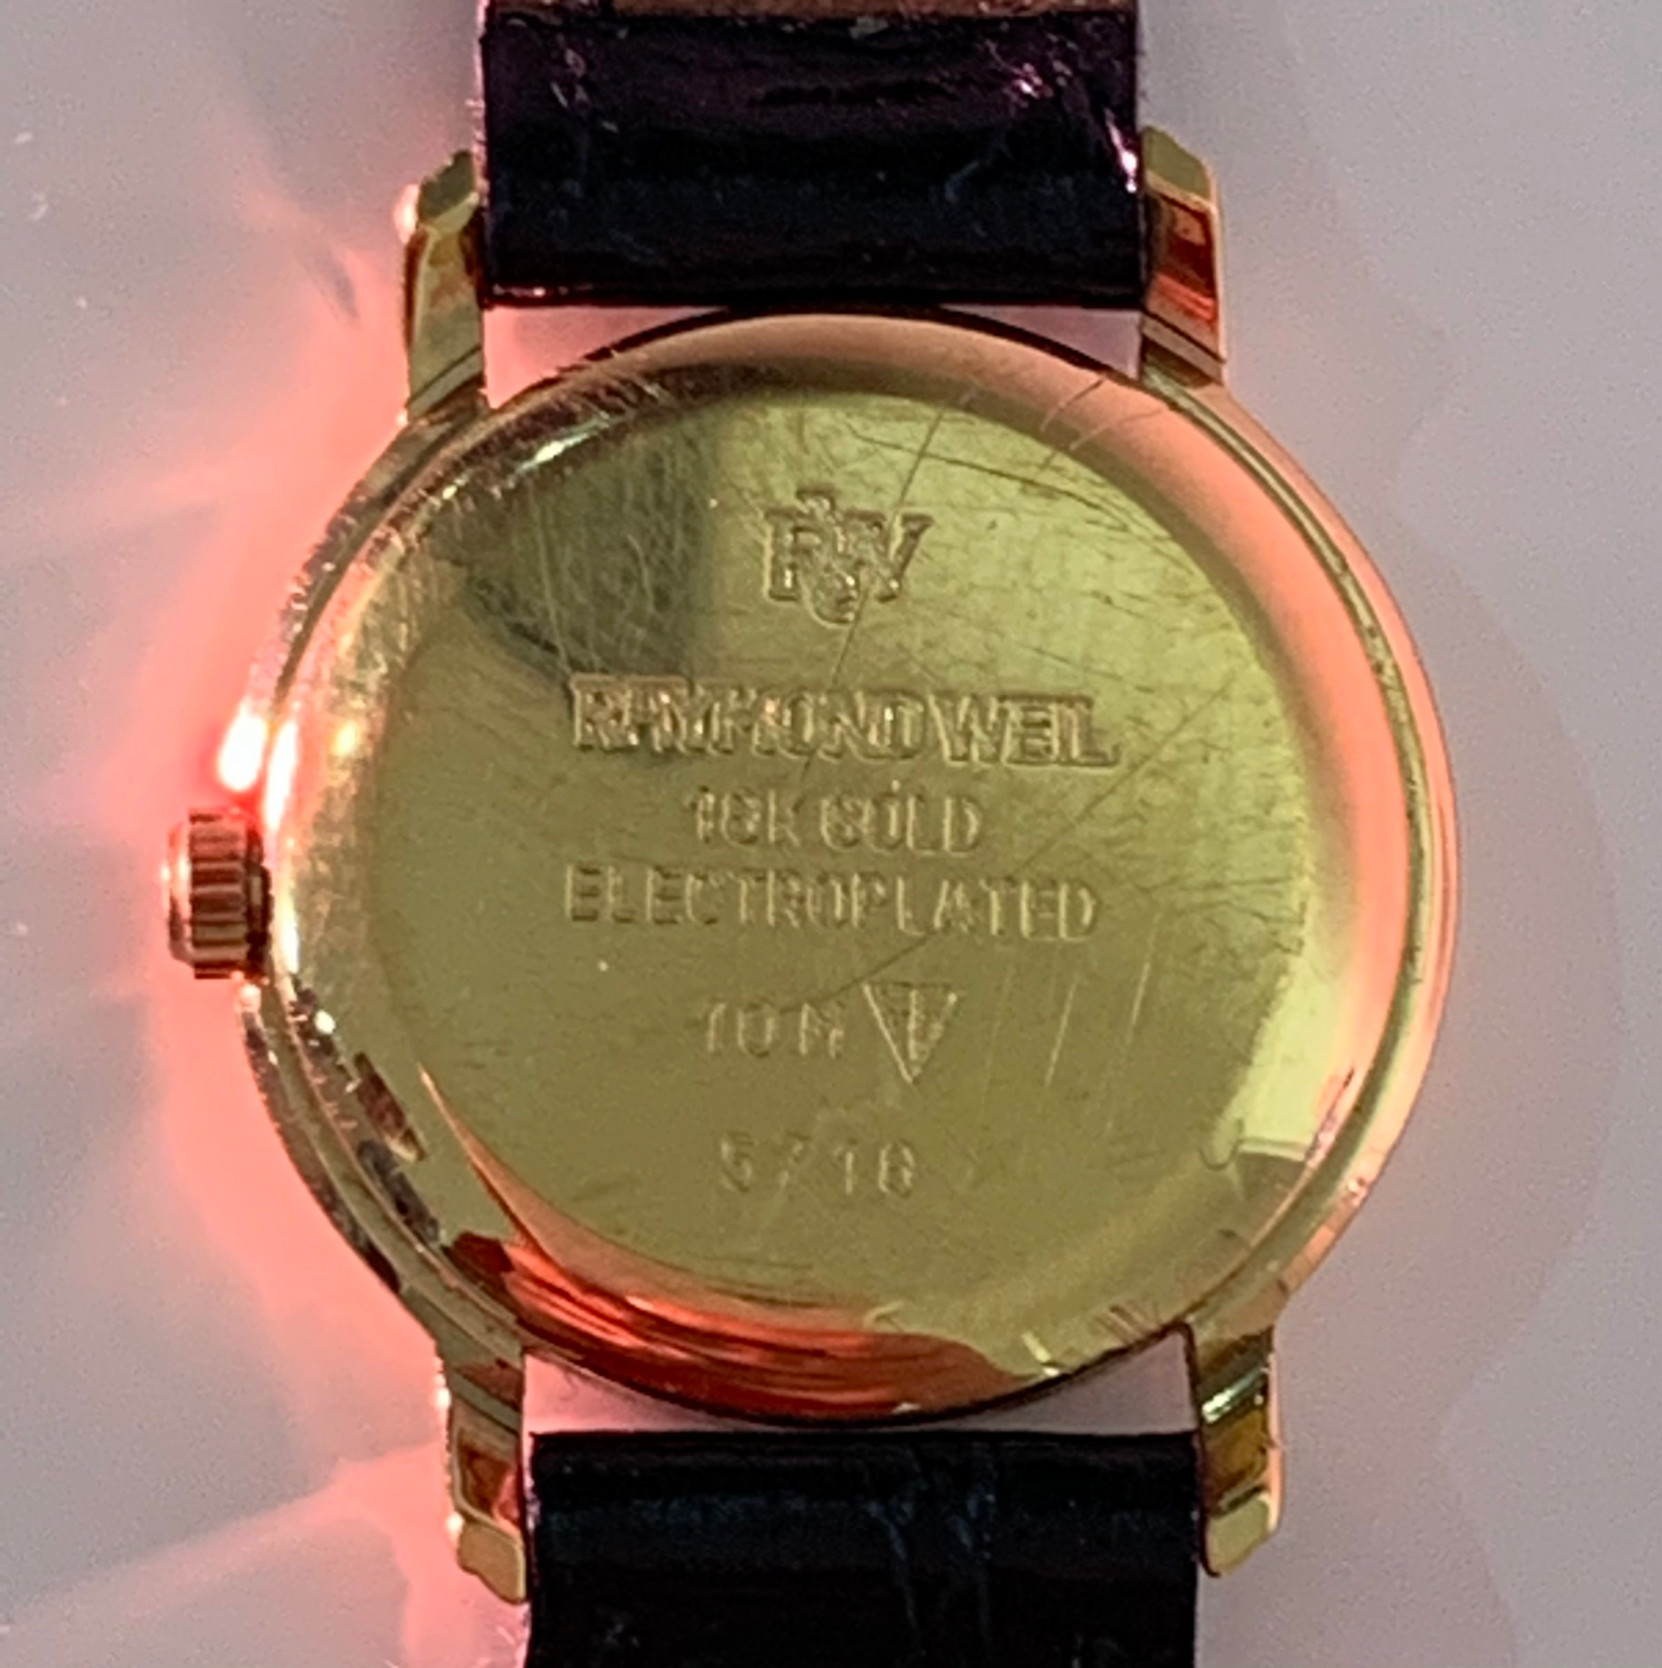 RW
RAYMOND WEIL
18K GOLD
ELECTROPLATED
10 M
5718